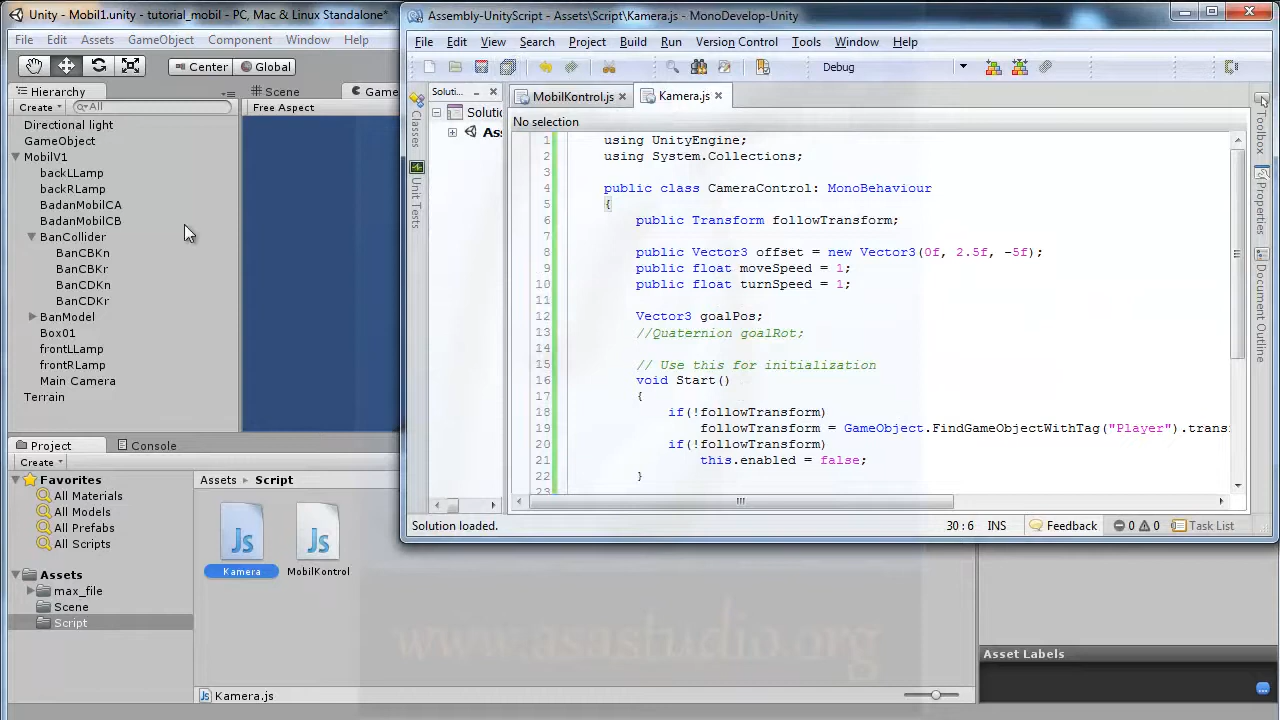 Unity - Mobil1.unity - tutorial_mobil - PC, Mac & Linux Standalone*
File Edit Assets GameObject Component Window Help
Center Global
Hierarchy
Create All
Directional light
GameObject
MobilV1
backLLamp
backRLamp
BadanMobilCA
BadanMobilCB
BanCollider
BanCBKn
BanCBKr
BanCDKn
BanCDKr
BanModel
Box01
frontLLamp
frontRLamp
Main Camera
Terrain
Scene Game
Free Aspect
Assembly-UnityScript - Assets\Script\Kamera.js - MonoDevelop-Unity
File Edit View Search Project Build Run Version Control Tools Window Help
Debug
Classes
Unit Tests
Soluti..
Solutio
Ass
MobilKontrol.js Kamera.js
No selection
1 using UnityEngine;
2 using System.Collections;
3
4 public class CameraControl: MonoBehaviour
5 {
6 public Transform followTransform;
7
8 public Vector3 offset = new Vector3(0f, 2.5f, -5f);
9 public float moveSpeed = 1;
10 public float turnSpeed = 1;
11
12 Vector3 goalPos;
13 //Quaternion goalRot;
14
15 // Use this for initialization
16 void Start()
17 {
18 if(!followTransform)
19 followTransform = GameObject.FindGameObjectWithTag("Player").trans
20 if(!followTransform)
21 this.enabled = false;
22 }
23
Toolbox
Properties
Document Outline
Solution loaded. 30 : 6 INS Feedback 0 0 Task List
Project Console
Create
Favorites
All Materials
All Models
All Prefabs
All Scripts
Assets
max_file
Scene
Script
Assets Script
Js Js
Kamera MobilKontrol
www.asastudio.org
Js Kamera.js
Asset Labels